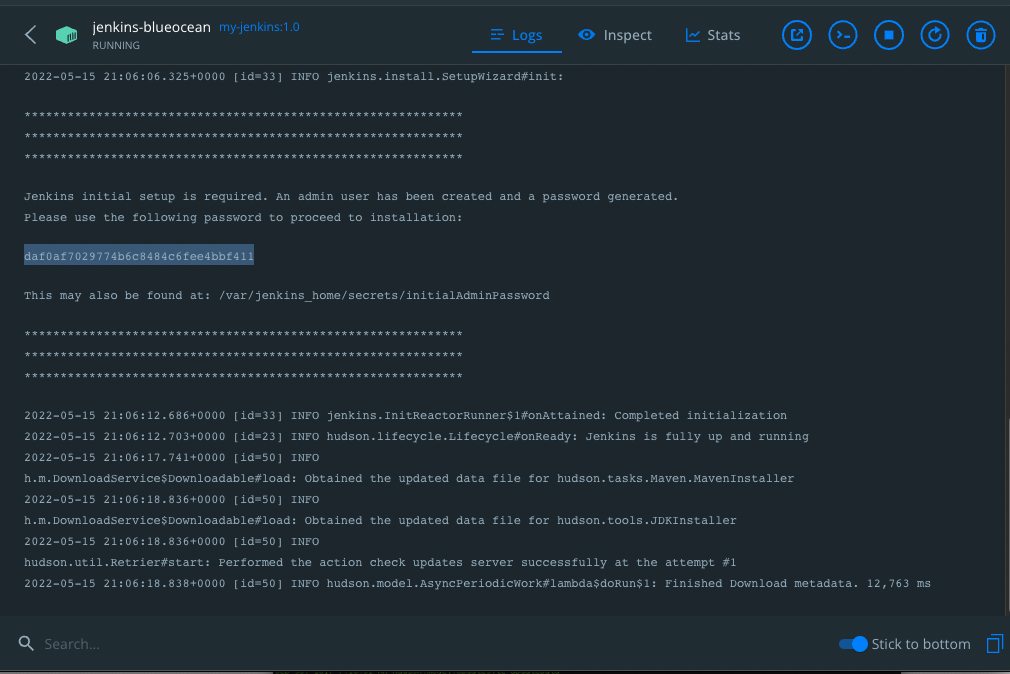 jenkins-blueocean my-jenkins:1.0
RUNNING
Logs
Inspect
Stats
2022-05-15 21:06:06.325+0000 [id=33] INFO jenkins.install.SetupWizard#init:
*************************************************************
*************************************************************
*************************************************************
Jenkins initial setup is required. An admin user has been created and a password generated.
Please use the following password to proceed to installation:
daf0af7029774b6c8484c6fee4bbf411
This may also be found at: /var/jenkins_home/secrets/initialAdminPassword
*************************************************************
*************************************************************
*************************************************************
2022-05-15 21:06:12.686+0000 [id=33] INFO jenkins.InitReactorRunner$1#onAttained: Completed initialization
2022-05-15 21:06:12.703+0000 [id=23] INFO hudson.lifecycle.Lifecycle#onReady: Jenkins is fully up and running
2022-05-15 21:06:17.741+0000 [id=50] INFO
h.m.DownloadService$Downloadable#load: Obtained the updated data file for hudson.tasks.Maven.MavenInstaller
2022-05-15 21:06:18.836+0000 [id=50] INFO
h.m.DownloadService$Downloadable#load: Obtained the updated data file for hudson.tools.JDKInstaller
2022-05-15 21:06:18.836+0000 [id=50] INFO
hudson.util.Retrier#start: Performed the action check updates server successfully at the attempt #1
2022-05-15 21:06:18.838+0000 [id=50] INFO hudson.model.AsyncPeriodicWork#lambda$doRun$1: Finished Download metadata. 12,763 ms
Search...
Stick to bottom